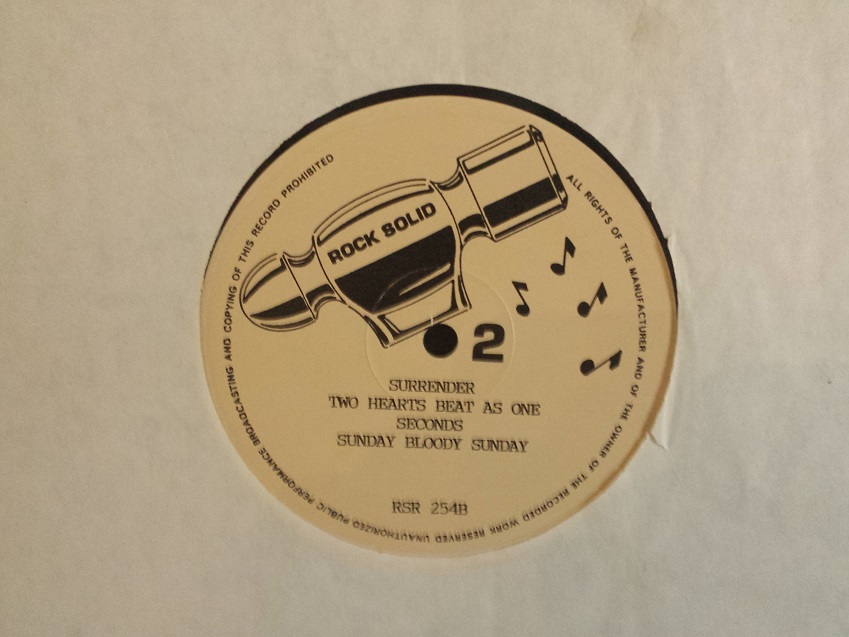 ALL RIGHTS OF THE MANUFACTURER AND OF THE OWNER OF THE RECORDED WORK RESERVED UNAUTHORIZED PUBLIC PERFORMANCE BROADCASTING AND COPYING OF THIS RECORD PROHIBITED
ROCK SOLID
2
SURRENDER
TWO HEARTS BEAT AS ONE
SECONDS
SUNDAY BLOODY SUNDAY
RSR 254B